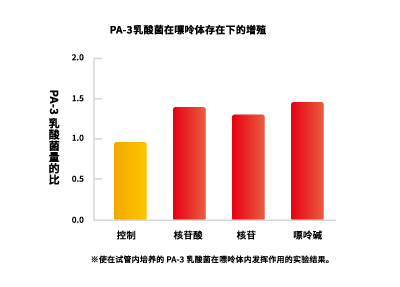 PA-3乳酸菌在嘌呤体存在下的增殖
2.0
1.5
1.0
0.5
0.0
PA-3 乳酸菌量的比
控制
核苷酸
核苷
嘌呤碱
※使在试管内培养的 PA-3 乳酸菌在嘌呤体内发挥作用的实验结果。